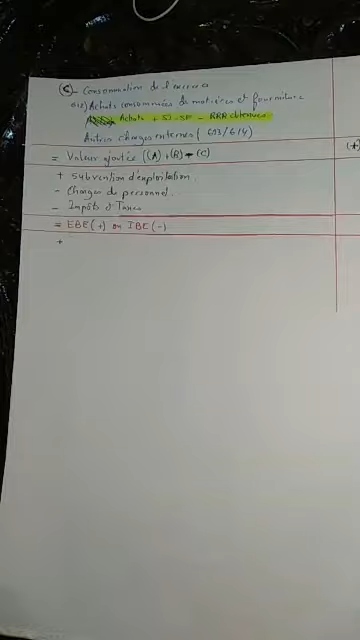 (C) - Consommation de l'exercice
612) Achats consommés de matières et fournitures
Achats + SI - SF - RRR obtenues
Autres charges externes (613/614)
= Valeur ajoutée ((A) + (B) - (C)
+ Subvention d'exploitation.
- Charges de personnel.
- Impôts et Taxes
= EBE (+) ou IBE (-)
+